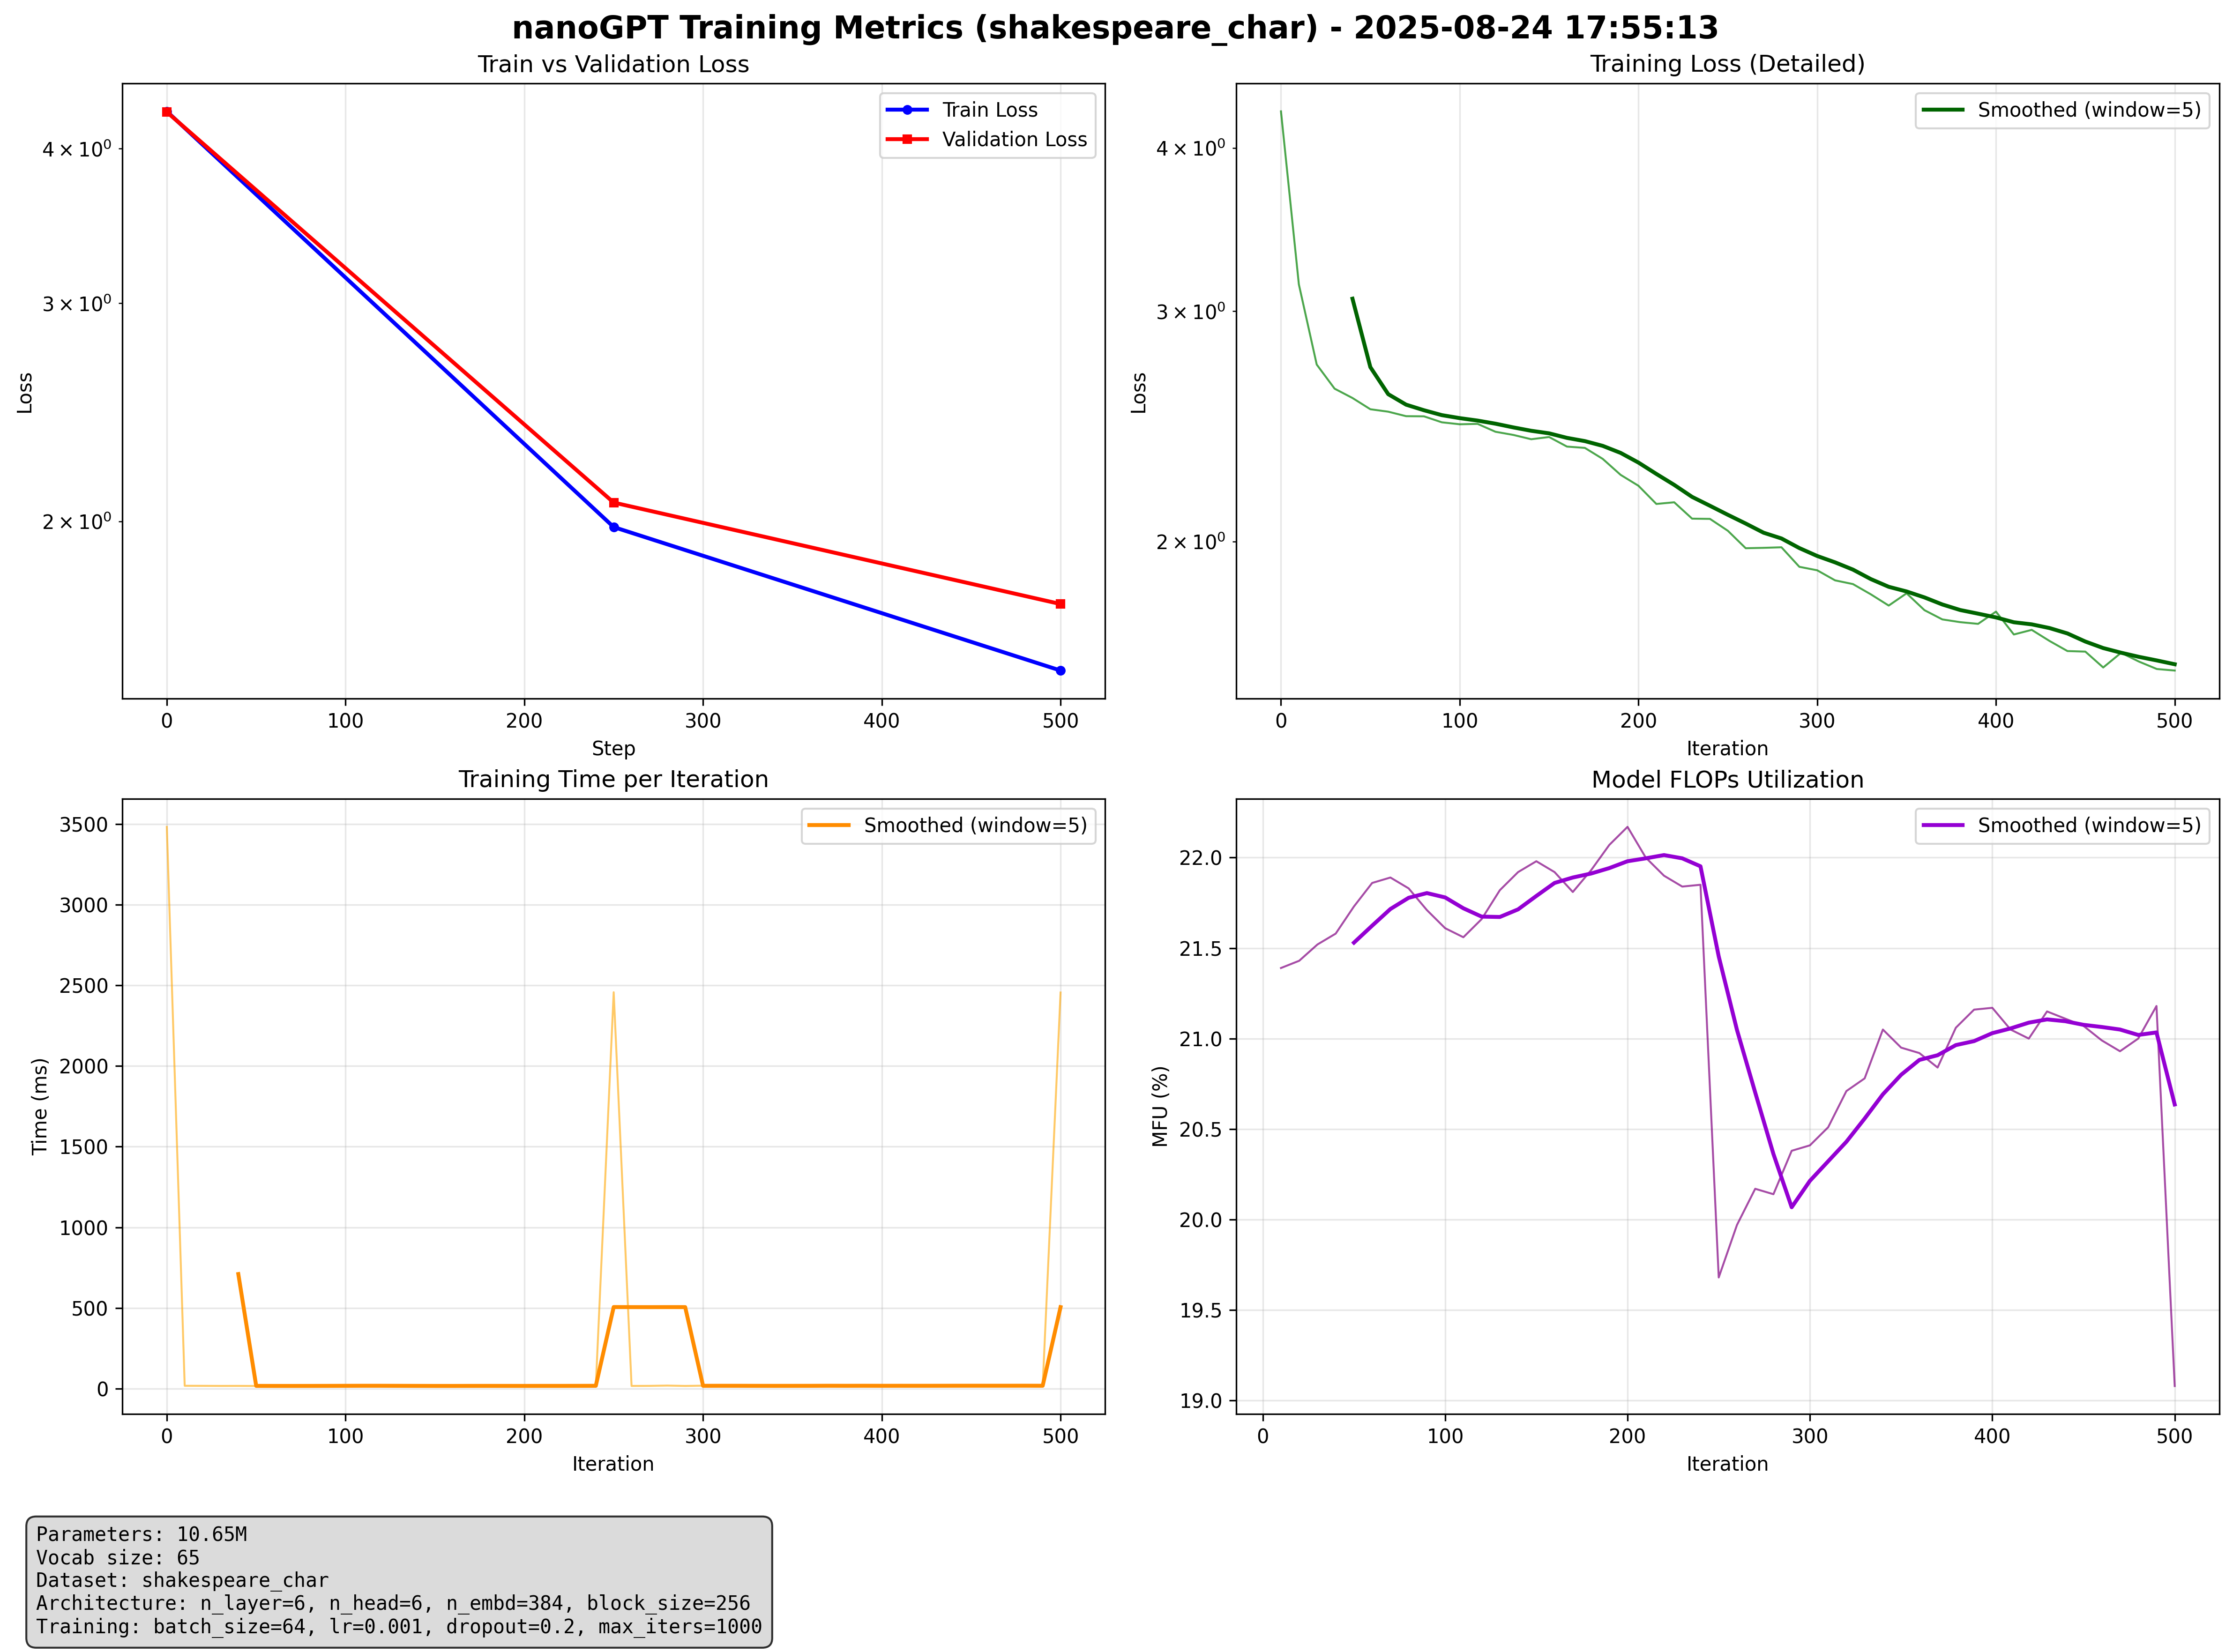 nanoGPT Training Metrics (shakespeare_char) - 2025-08-24 17:55:13
Train vs Validation Loss
Train Loss
Validation Loss
4 × 10⁰
3 × 10⁰
2 × 10⁰
Loss
0 100 200 300 400 500
Step
Training Loss (Detailed)
Smoothed (window=5)
4 × 10⁰
3 × 10⁰
2 × 10⁰
Loss
0 100 200 300 400 500
Iteration
Training Time per Iteration
Smoothed (window=5)
3500
3000
2500
2000
1500
1000
500
0
Time (ms)
0 100 200 300 400 500
Iteration
Model FLOPs Utilization
Smoothed (window=5)
22.0
21.5
21.0
20.5
20.0
19.5
19.0
MFU (%)
0 100 200 300 400 500
Iteration
Parameters: 10.65M
Vocab size: 65
Dataset: shakespeare_char
Architecture: n_layer=6, n_head=6, n_embd=384, block_size=256
Training: batch_size=64, lr=0.001, dropout=0.2, max_iters=1000